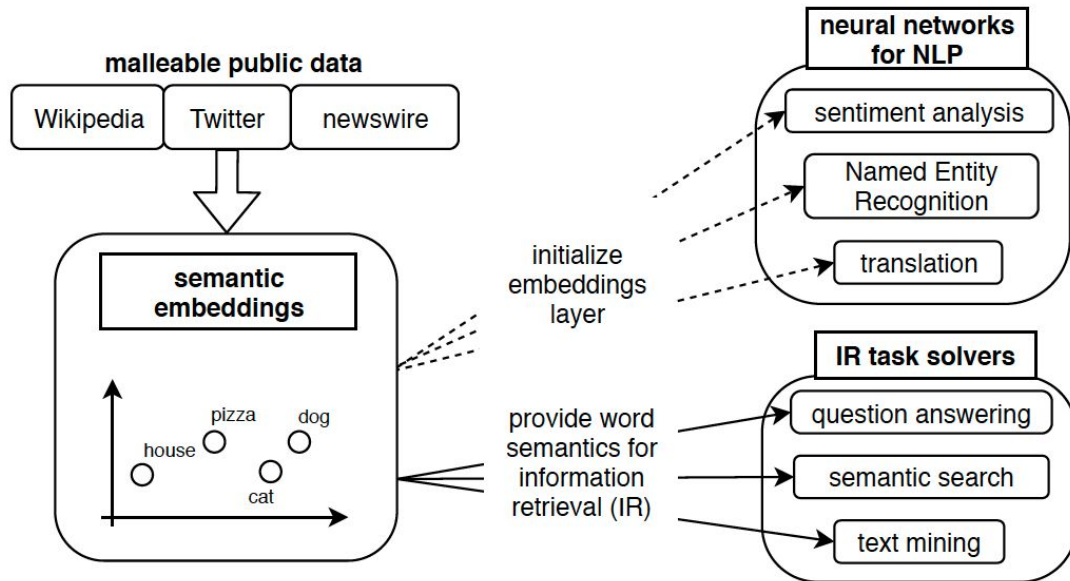 malleable public data
Wikipedia
Twitter
newswire
semantic
embeddings
pizza
dog
house
cat
initialize
embeddings
layer
provide word
semantics for
information
retrieval (IR)
neural networks
for NLP
sentiment analysis
Named Entity
Recognition
translation
IR task solvers
question answering
semantic search
text mining